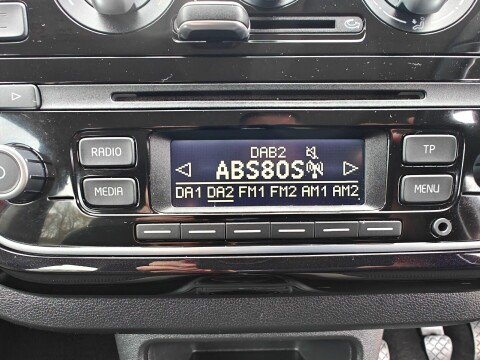 DAB2
RADIO
ABS80S
TP
MEDIA
DA1 DA2 FM1 FM2 AM1 AM2
MENU